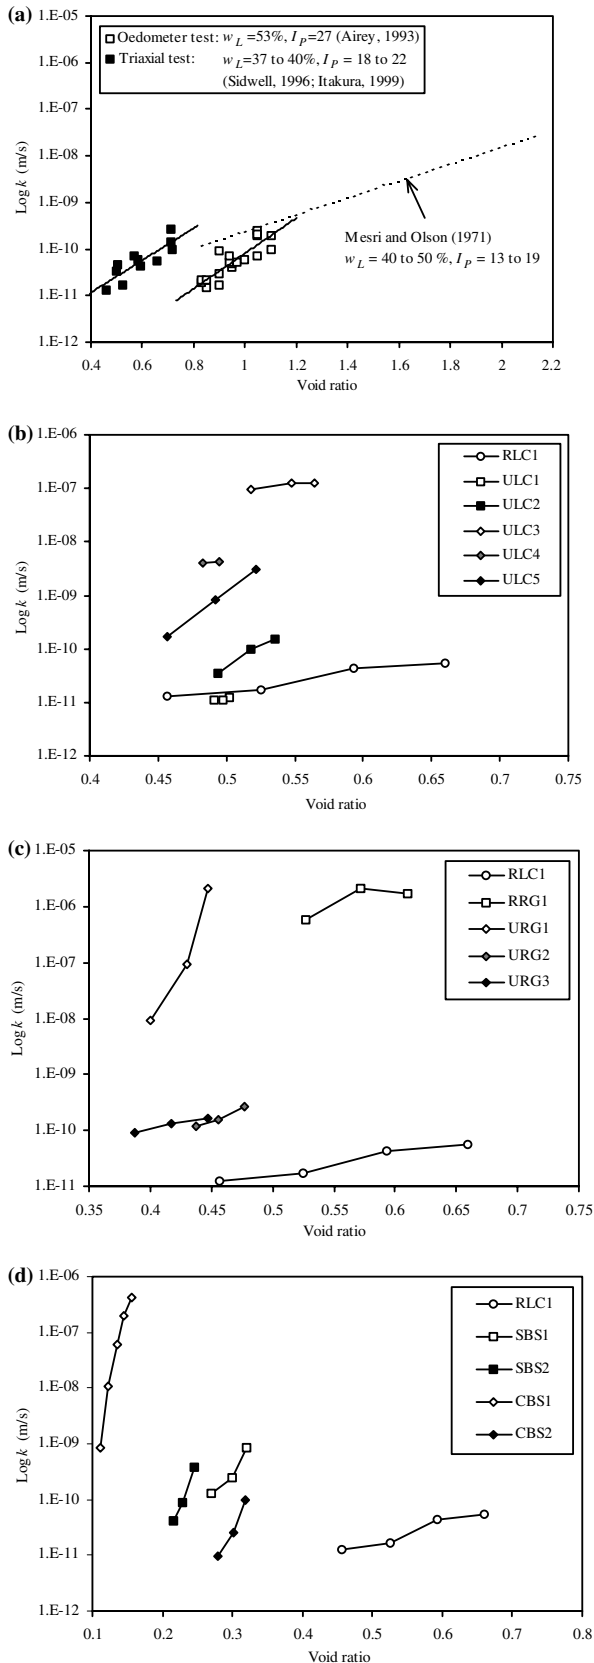 (a)
1.E-05
1.E-06
1.E-07
1.E-08
1.E-09
1.E-10
1.E-11
1.E-12
Log k (m/s)
Oedometer test: w_L =53%, I_P=27 (Airey, 1993)
Triaxial test: w_L=37 to 40%, I_P = 18 to 22
(Sidwell, 1996; Itakura, 1999)
Mesri and Olson (1971)
w_L = 40 to 50 %, I_P = 13 to 19
0.4 0.6 0.8 1 1.2 1.4 1.6 1.8 2 2.2
Void ratio
(b)
1.E-06
1.E-07
1.E-08
1.E-09
1.E-10
1.E-11
1.E-12
Log k (m/s)
RLC1
ULC1
ULC2
ULC3
ULC4
ULC5
0.4 0.45 0.5 0.55 0.6 0.65 0.7 0.75
Void ratio
(c)
1.E-05
1.E-06
1.E-07
1.E-08
1.E-09
1.E-10
1.E-11
Log k (m/s)
RLC1
RRG1
URG1
URG2
URG3
0.35 0.4 0.45 0.5 0.55 0.6 0.65 0.7 0.75
Void ratio
(d)
1.E-06
1.E-07
1.E-08
1.E-09
1.E-10
1.E-11
1.E-12
Log k (m/s)
RLC1
SBS1
SBS2
CBS1
CBS2
0.1 0.2 0.3 0.4 0.5 0.6 0.7 0.8
Void ratio